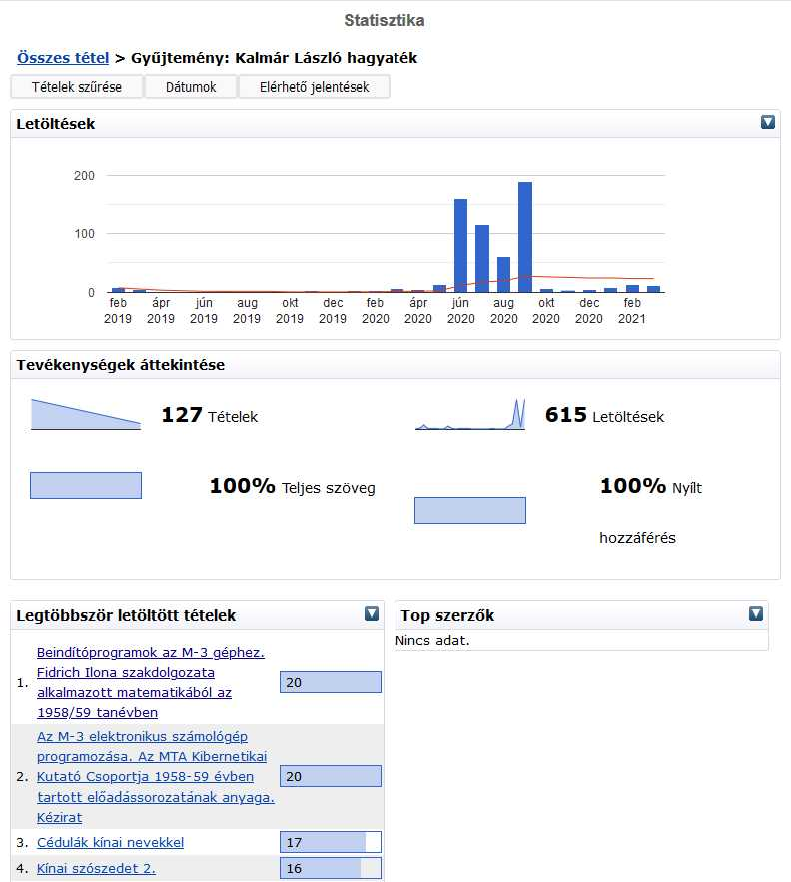 Statisztika
Összes tétel > Gyűjtemény: Kalmár László hagyaték
Tételek szűrése Dátumok Elérhető jelentések
Letöltések
200
100
0
feb ápr jún aug okt dec feb ápr jún aug okt dec feb
2019 2019 2019 2019 2019 2019 2020 2020 2020 2020 2020 2020 2021
Tevékenységek áttekintése
127 Tételek
615 Letöltések
100% Teljes szöveg
100% Nyílt
hozzáférés
Legtöbbször letöltött tételek
Beindítóprogramok az M-3 géphez.
Fidrich Ilona szakdolgozata
1. alkalmazott matematikából az 20
1958/59 tanévben
Az M-3 elektronikus számológép
programozása. Az MTA Kibernetikai
2. Kutató Csoportja 1958-59 évben 20
tartott előadássorozatának anyaga.
Kézirat
3. Cédulák kínai nevekkel 17
4. Kínai szószedet 2. 16
Top szerzők
Nincs adat.